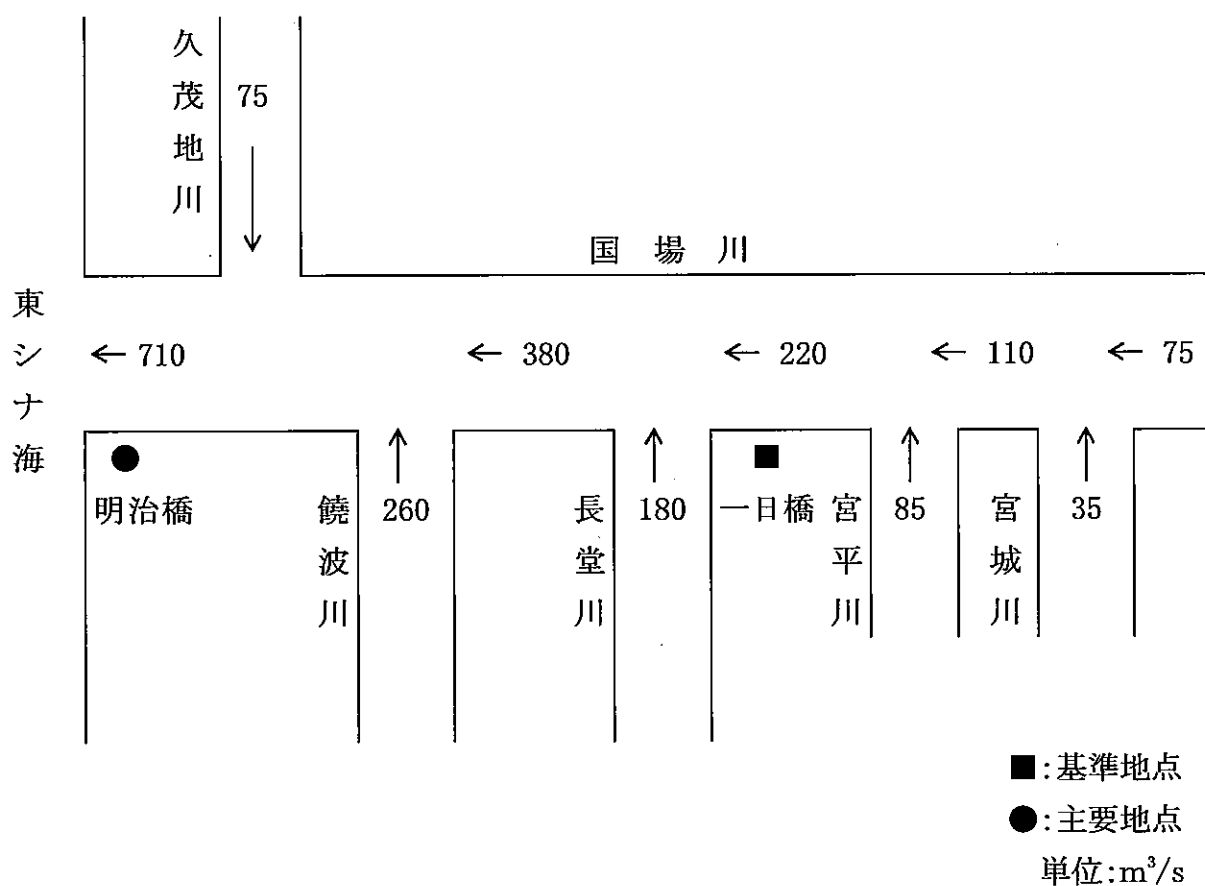 久茂地川
75
国場川
東シナ海
←710
←380
←220
←110
←75
明治橋
饒波川
260
長堂川
180
一日橋
宮平川
85
宮城川
35
■:基準地点
●:主要地点
単位:m³/s